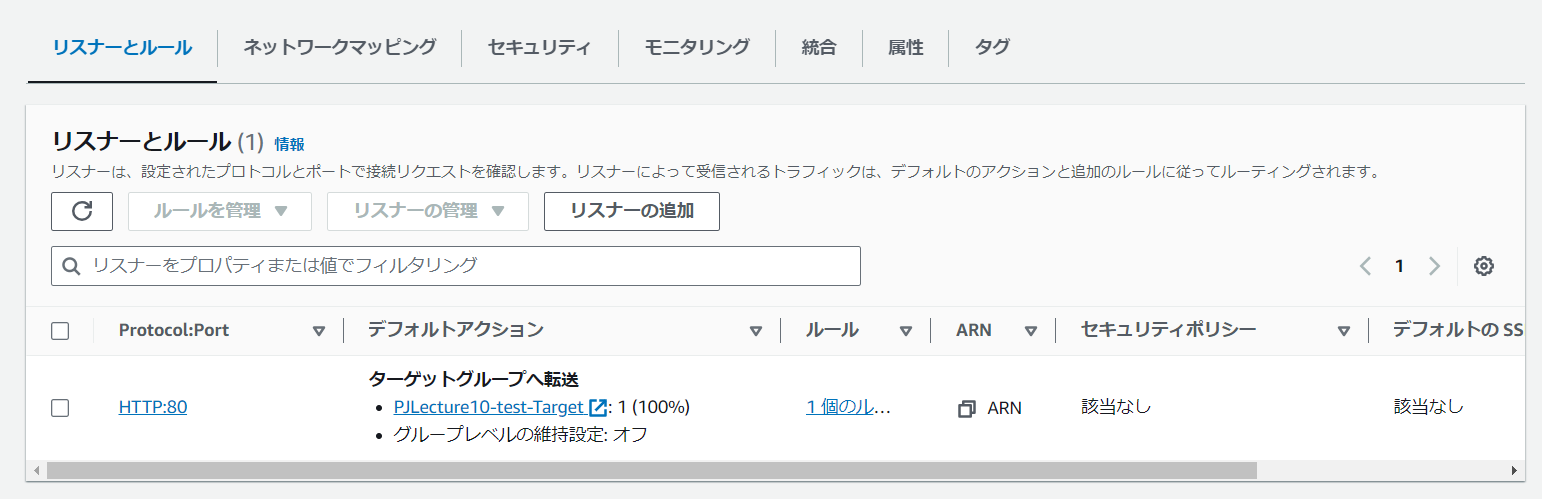 リスナーとルール ネットワークマッピング セキュリティ モニタリング 統合 属性 タグ
リスナーとルール (1) 情報
リスナーは、設定されたプロトコルとポートで接続リクエストを確認します。リスナーによって受信されるトラフィックは、デフォルトのアクションと追加のルールに従ってルーティングされます。
ルールを管理 リスナーの管理 リスナーの追加
リスナーをプロパティまたは値でフィルタリング 1
Protocol:Port デフォルトアクション ルール ARN セキュリティポリシー デフォルトの SS
ターゲットグループへ転送
HTTP:80 • PJLecture10-test-Target : 1 (100%) 1 個のル... ARN 該当なし 該当なし
• グループレベルの維持設定: オフ